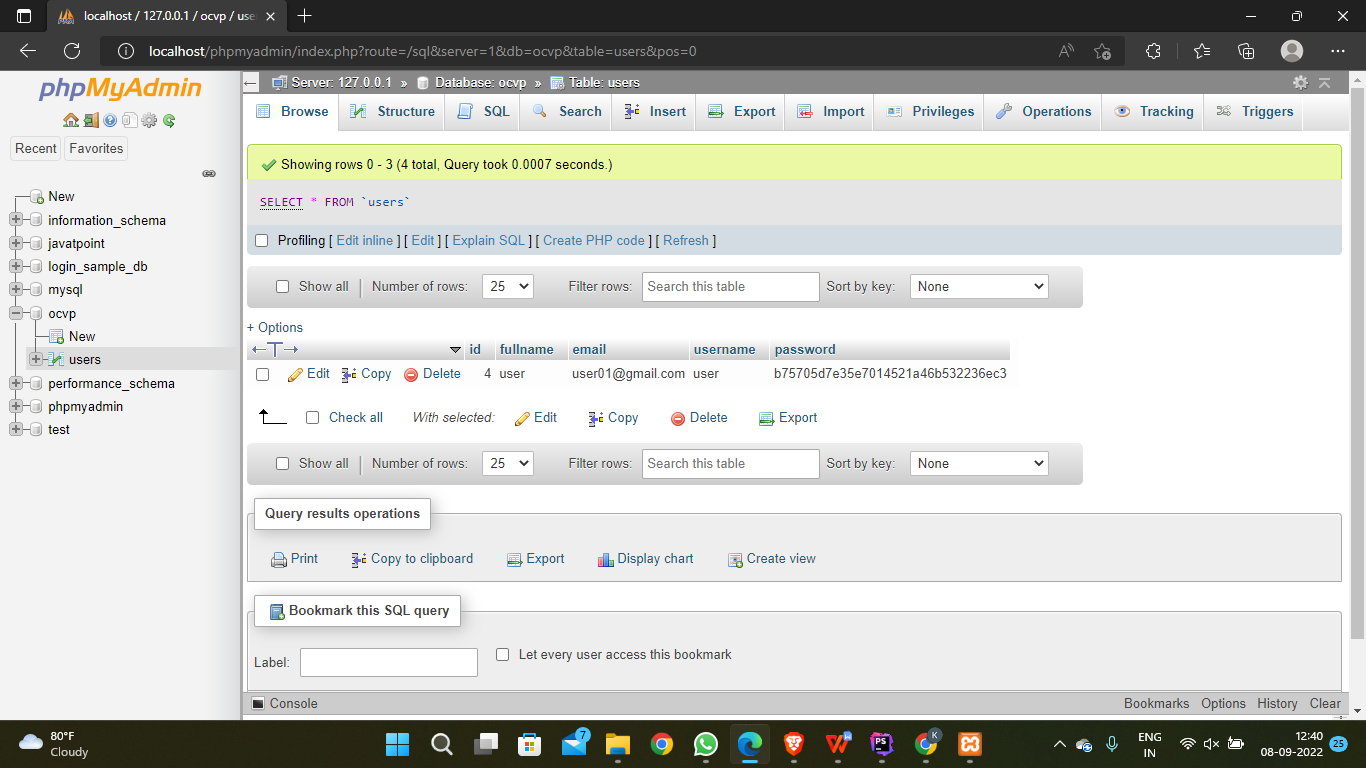 localhost / 127.0.0.1 / ocvp / use
localhost/phpmyadmin/index.php?route=/sql&server=1&db=ocvp&table=users&pos=0
phpMyAdmin
Recent Favorites
New
information_schema
javatpoint
login_sample_db
mysql
ocvp
New
users
performance_schema
phpmyadmin
test
Server: 127.0.0.1 » Database: ocvp » Table: users
Browse Structure SQL Search Insert Export Import Privileges Operations Tracking Triggers
Showing rows 0 - 3 (4 total, Query took 0.0007 seconds.)
SELECT * FROM `users`
Profiling [ Edit inline ] [ Edit ] [ Explain SQL ] [ Create PHP code ] [ Refresh ]
Show all Number of rows: 25 Filter rows: Search this table Sort by key: None
+ Options
id fullname email username password
Edit Copy Delete 4 user user01@gmail.com user b75705d7e35e7014521a46b532236ec3
Check all With selected: Edit Copy Delete Export
Show all Number of rows: 25 Filter rows: Search this table Sort by key: None
Query results operations
Print Copy to clipboard Export Display chart Create view
Bookmark this SQL query
Label: Let every user access this bookmark
Console Bookmarks Options History Clear
80°F
Cloudy
7
K
PS
ENG
IN
12:40
08-09-2022
25